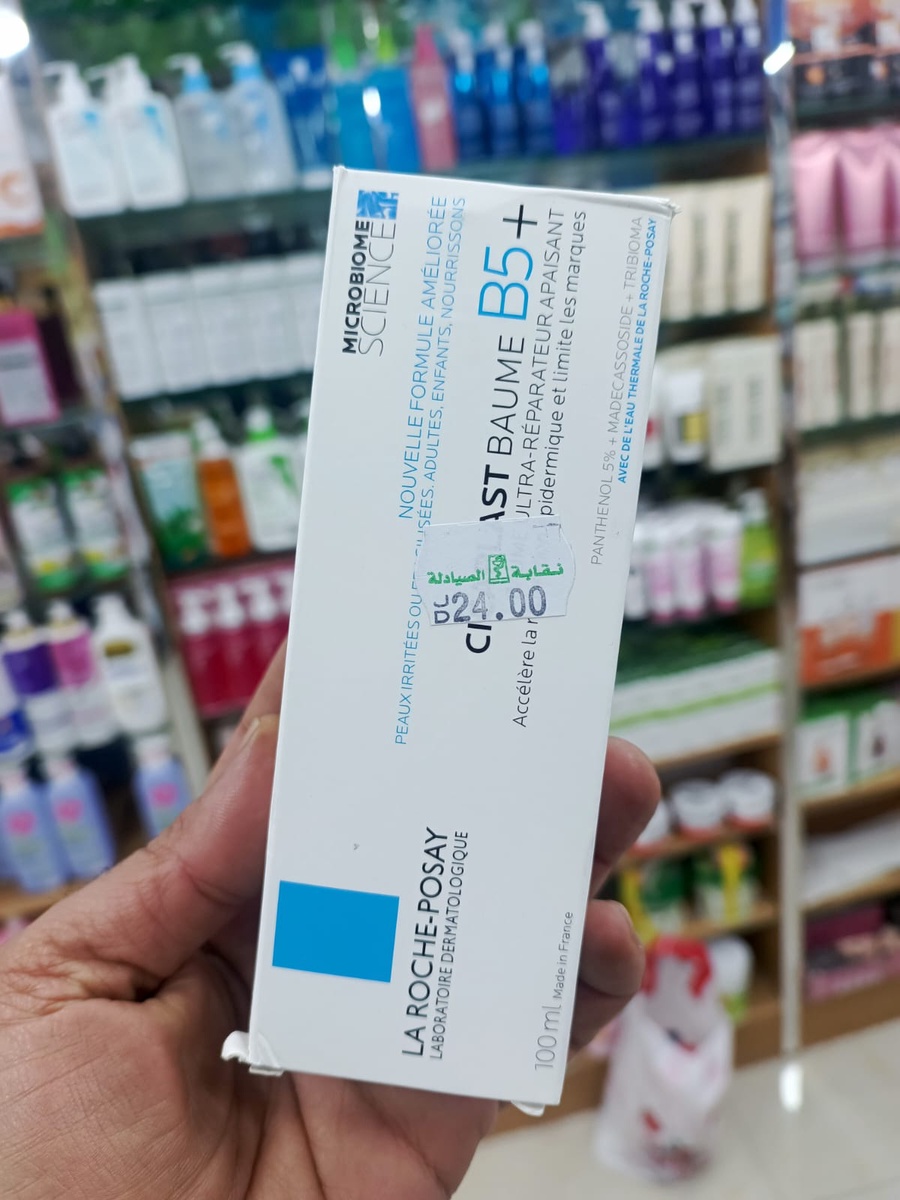 MICROBIOME
SCIENCE
NOUVELLE FORMULE AMÉLIORÉE
PEAUX IRRITÉES OU
ADULTES, ENFANTS, NOURRISSONS
BAUME B5+
ULTRA-RÉPARATEUR APAISANT
Accélère la
et limite les marques
PANTHENOL 5% + MADECASSOSIDE + TRIBIOMA
AVEC DE L'EAU THERMALE DE LA ROCHE-POSAY
نقابة الصيادلة
24.00
LA ROCHE-POSAY
LABORATOIRE DERMATOLOGIQUE
100 ml Made in France